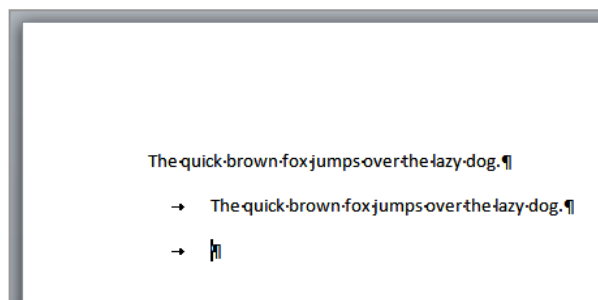 The·quick·brown·fox·jumps·over·the·lazy·dog.¶
→ The·quick·brown·fox·jumps·over·the·lazy·dog.¶
→ ¶